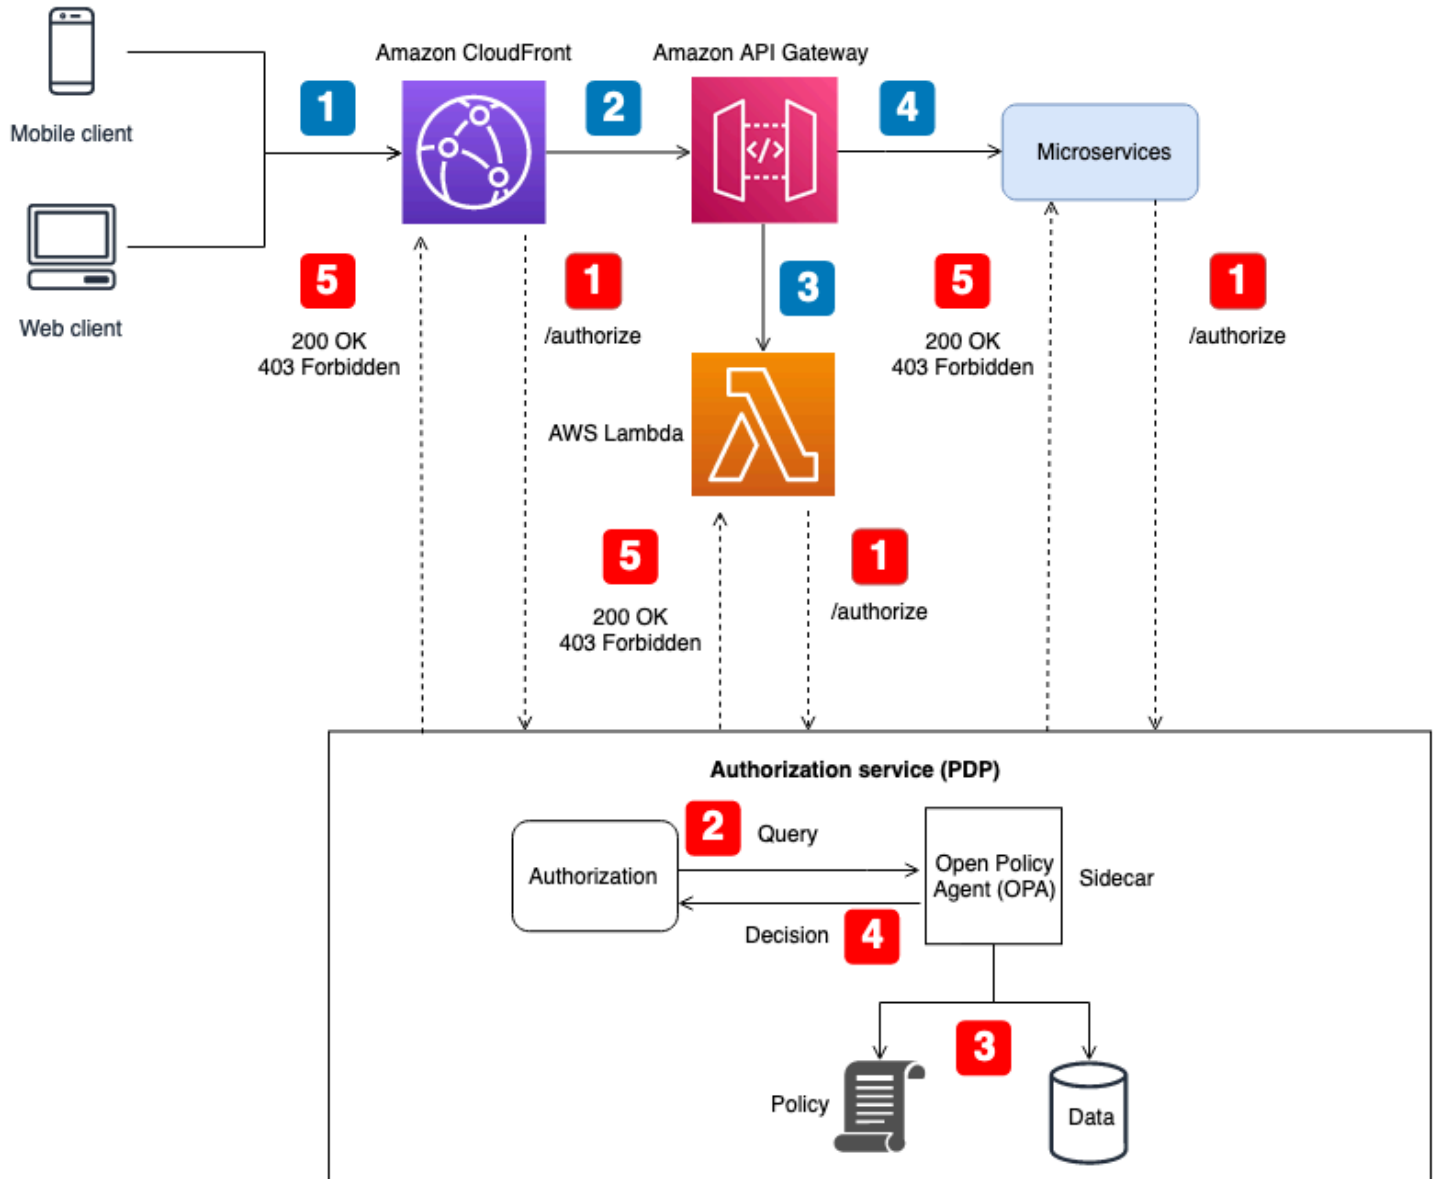 Amazon CloudFront
Amazon API Gateway
1
2
4
Mobile client
</>
Microservices
5
1
3
5
1
Web client
200 OK
403 Forbidden
/authorize
200 OK
403 Forbidden
/authorize
AWS Lambda
5
1
200 OK
403 Forbidden
/authorize
Authorization service (PDP)
2
Query
Authorization
Open Policy
Agent (OPA)
Sidecar
Decision
4
3
Policy
Data